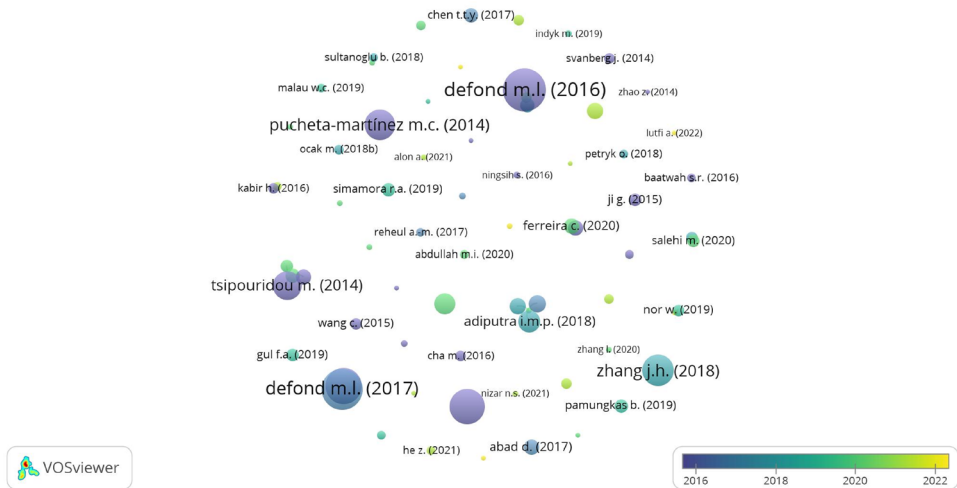 chen t.t.y. (2017)
indyk m. (2019)
sultanoglu b. (2018)
svanberg j. (2014)
malau w.c. (2019)
defond m.l. (2016)
zhao z. (2014)
pucheta-martínez m.c. (2014)
lutfi a. (2022)
ocak m. (2018b)
alon a. (2021)
petryk o. (2018)
ningsih s. (2016)
baatwah s.r. (2016)
kabir h. (2016)
simamora r.a. (2019)
ji g. (2015)
reheul a.-m. (2017)
ferreira c. (2020)
salehi m. (2020)
abdullah m.i. (2020)
tsipouridou m. (2014)
nor w. (2019)
wang c. (2015)
adiputra i.m.p. (2018)
gul f.a. (2019)
cha m. (2016)
zhang l. (2020)
zhang j.h. (2018)
defond m.l. (2017)
nizar n.s. (2021)
pamungkas b. (2019)
he z. (2021)
abad d. (2017)
VOSviewer
2016 2018 2020 2022